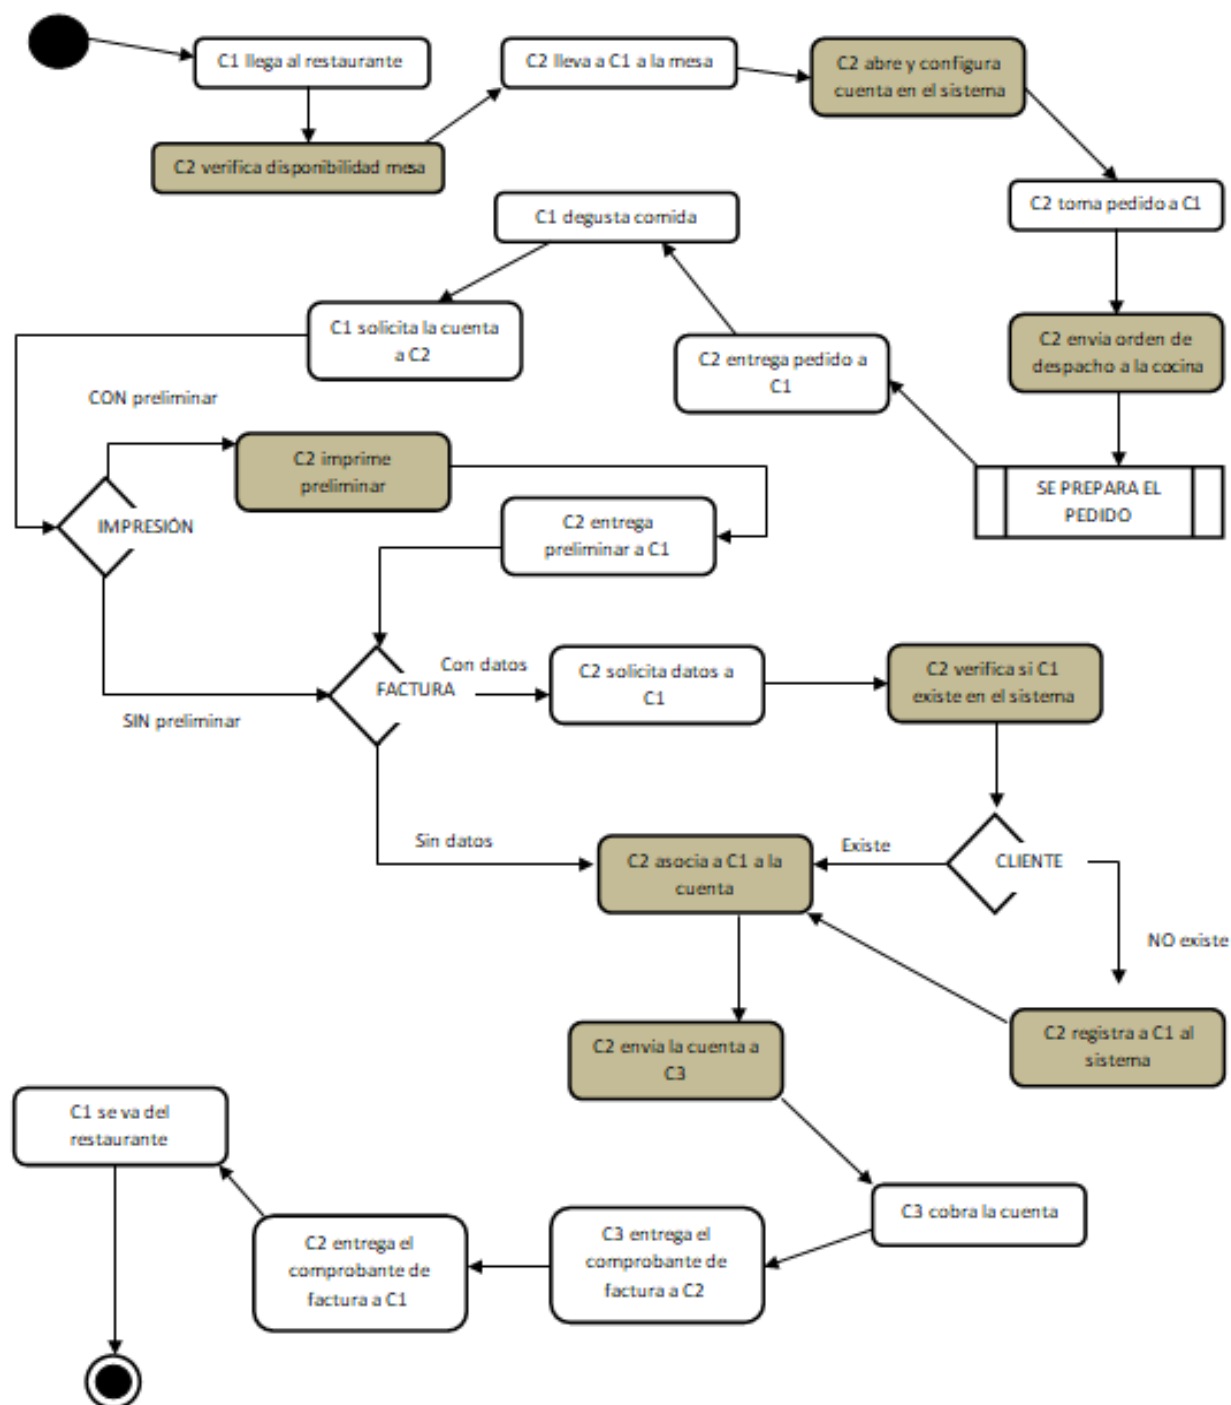 C1 llega al restaurante
C2 verifica disponibilidad mesa
C2 lleva a C1 a la mesa
C2 abre y configura
cuenta en el sistema
C2 toma pedido a C1
C2 envia orden de
despacho a la cocina
SE PREPARA EL
PEDIDO
C2 entrega pedido a
C1
C1 degusta comida
C1 solicita la cuenta
a C2
IMPRESIÓN
CON preliminar
C2 imprime
preliminar
C2 entrega
preliminar a C1
SIN preliminar
FACTURA
Con datos
C2 solicita datos a
C1
C2 verifica si C1
existe en el sistema
CLIENTE
Existe
NO existe
C2 registra a C1 al
sistema
Sin datos
C2 asocia a C1 a la
cuenta
C2 envia la cuenta a
C3
C3 cobra la cuenta
C3 entrega el
comprobante de
factura a C2
C2 entrega el
comprobante de
factura a C1
C1 se va del
restaurante